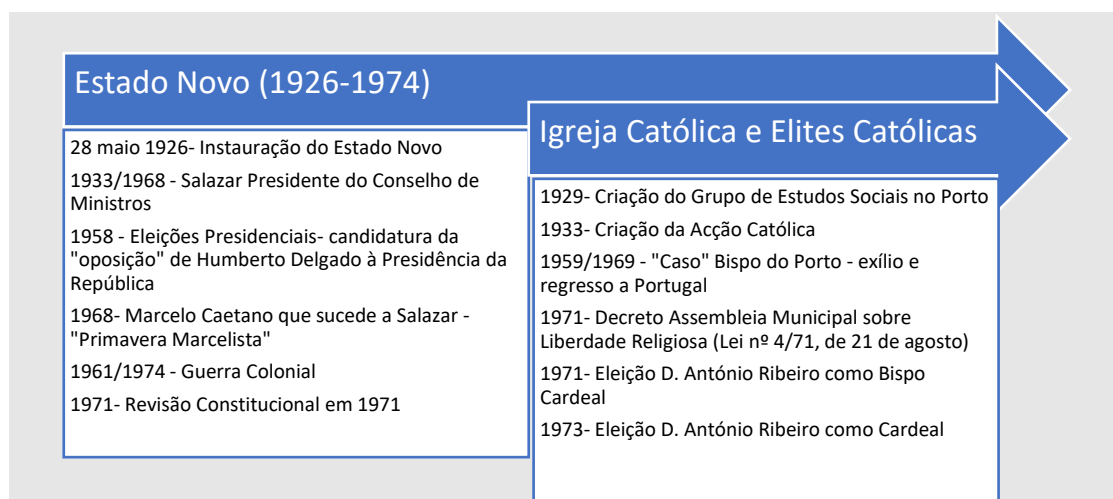 Estado Novo (1926-1974)
28 maio 1926- Instauração do Estado Novo
1933/1968 - Salazar Presidente do Conselho de
Ministros
1958 - Eleições Presidenciais- candidatura da
"oposição" de Humberto Delgado à Presidência da
República
1968- Marcelo Caetano que sucede a Salazar -
"Primavera Marcelista"
1961/1974 - Guerra Colonial
1971- Revisão Constitucional em 1971
Igreja Católica e Elites Católicas
1929- Criação do Grupo de Estudos Sociais no Porto
1933- Criação da Acção Católica
1959/1969 - "Caso" Bispo do Porto - exílio e
regresso a Portugal
1971- Decreto Assembleia Municipal sobre
Liberdade Religiosa (Lei nº 4/71, de 21 de agosto)
1971- Eleição D. António Ribeiro como Bispo
Cardeal
1973- Eleição D. António Ribeiro como Cardeal